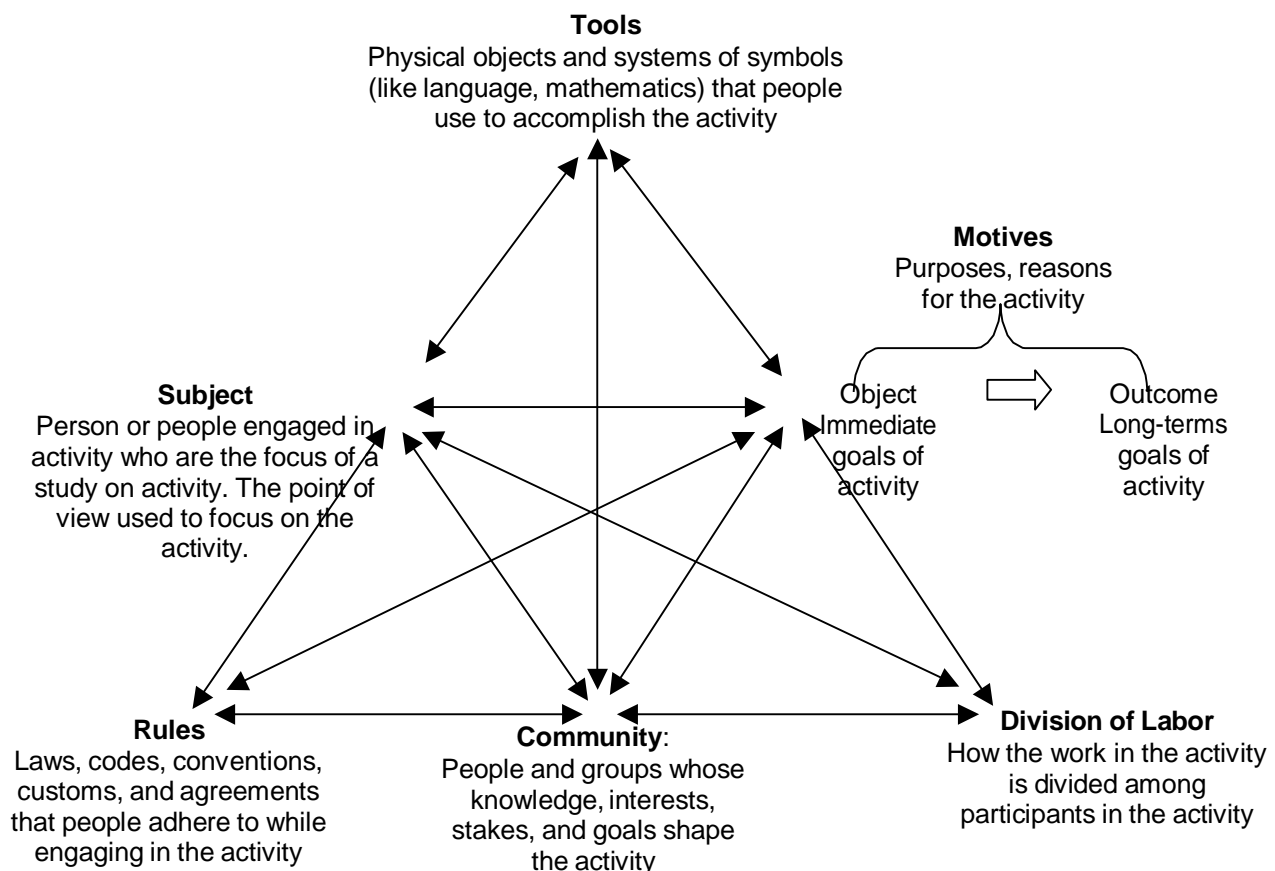 Tools
Physical objects and systems of symbols
(like language, mathematics) that people
use to accomplish the activity
Motives
Purposes, reasons
for the activity
Subject
Person or people engaged in
activity who are the focus of a
study on activity. The point of
view used to focus on the
activity.
Object
Immediate
goals of
activity
Outcome
Long-terms
goals of
activity
Rules
Laws, codes, conventions,
customs, and agreements
that people adhere to while
engaging in the activity
Community:
People and groups whose
knowledge, interests,
stakes, and goals shape
the activity
Division of Labor
How the work in the activity
is divided among
participants in the activity